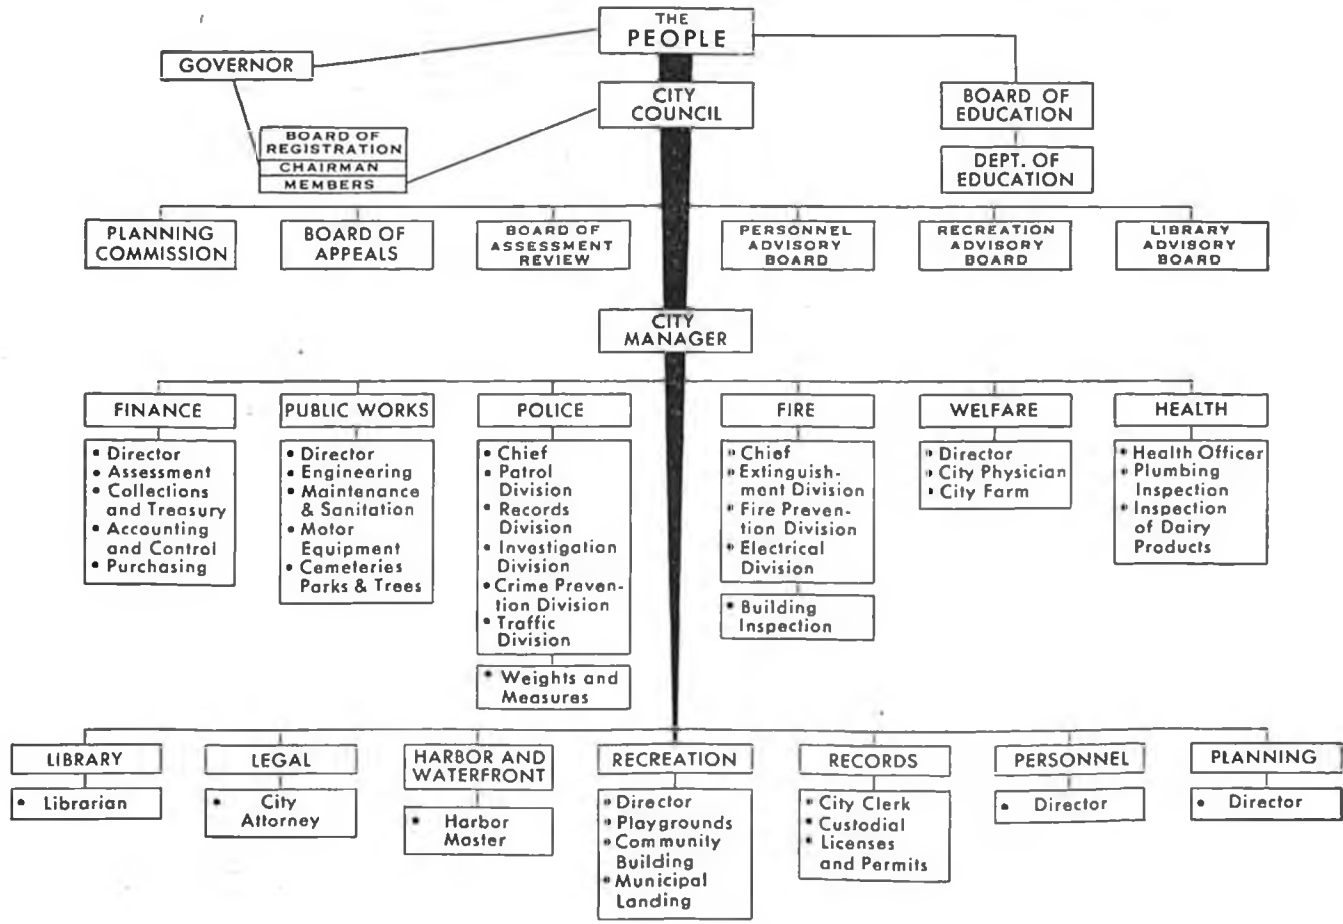 THE
PEOPLE
GOVERNOR
CITY
COUNCIL
BOARD OF
EDUCATION
BOARD OF
REGISTRATION
CHAIRMAN
MEMBERS
DEPT. OF
EDUCATION
PLANNING
COMMISSION
BOARD OF
APPEALS
BOARD OF
ASSESSMENT
REVIEW
PERSONNEL
ADVISORY
BOARD
RECREATION
ADVISORY
BOARD
LIBRARY
ADVISORY
BOARD
CITY
MANAGER
FINANCE
• Director
• Assessment
• Collections
and Treasury
• Accounting
and Control
• Purchasing
PUBLIC WORKS
• Director
• Engineering
• Maintenance
& Sanitation
• Motor
Equipment
• Cemeteries
Parks & Trees
POLICE
• Chief
• Patrol
Division
• Records
Division
• Investigation
Division
• Crime Preven-
tion Division
• Traffic
Division
• Weights and
Measures
FIRE
• Chief
• Extinguish-
ment Division
• Fire Preven-
tion Division
• Electrical
Division
• Building
Inspection
WELFARE
• Director
• City Physician
• City Farm
HEALTH
• Health Officer
• Plumbing
Inspection
• Inspection
of Dairy
Products
LIBRARY
• Librarian
LEGAL
• City
Attorney
HARBOR AND
WATERFRONT
• Harbor
Master
RECREATION
• Director
• Playgrounds
• Community
Building
• Municipal
Landing
RECORDS
• City Clerk
• Custodial
• Licenses
and Permits
PERSONNEL
• Director
PLANNING
• Director